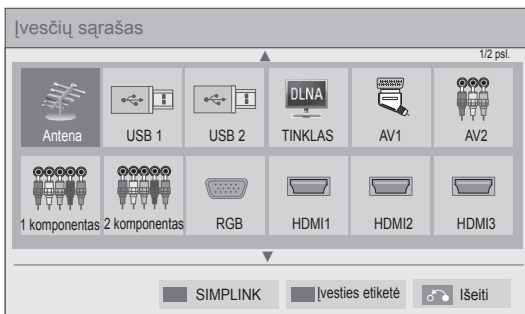 Įvesčių sąrašas
1/2 psl.
DLNA
Antena USB 1 USB 2 TINKLAS AV1 AV2
1 komponentas 2 komponentas RGB HDMI1 HDMI2 HDMI3
SIMPLINK Įvesties etiketė Išeiti